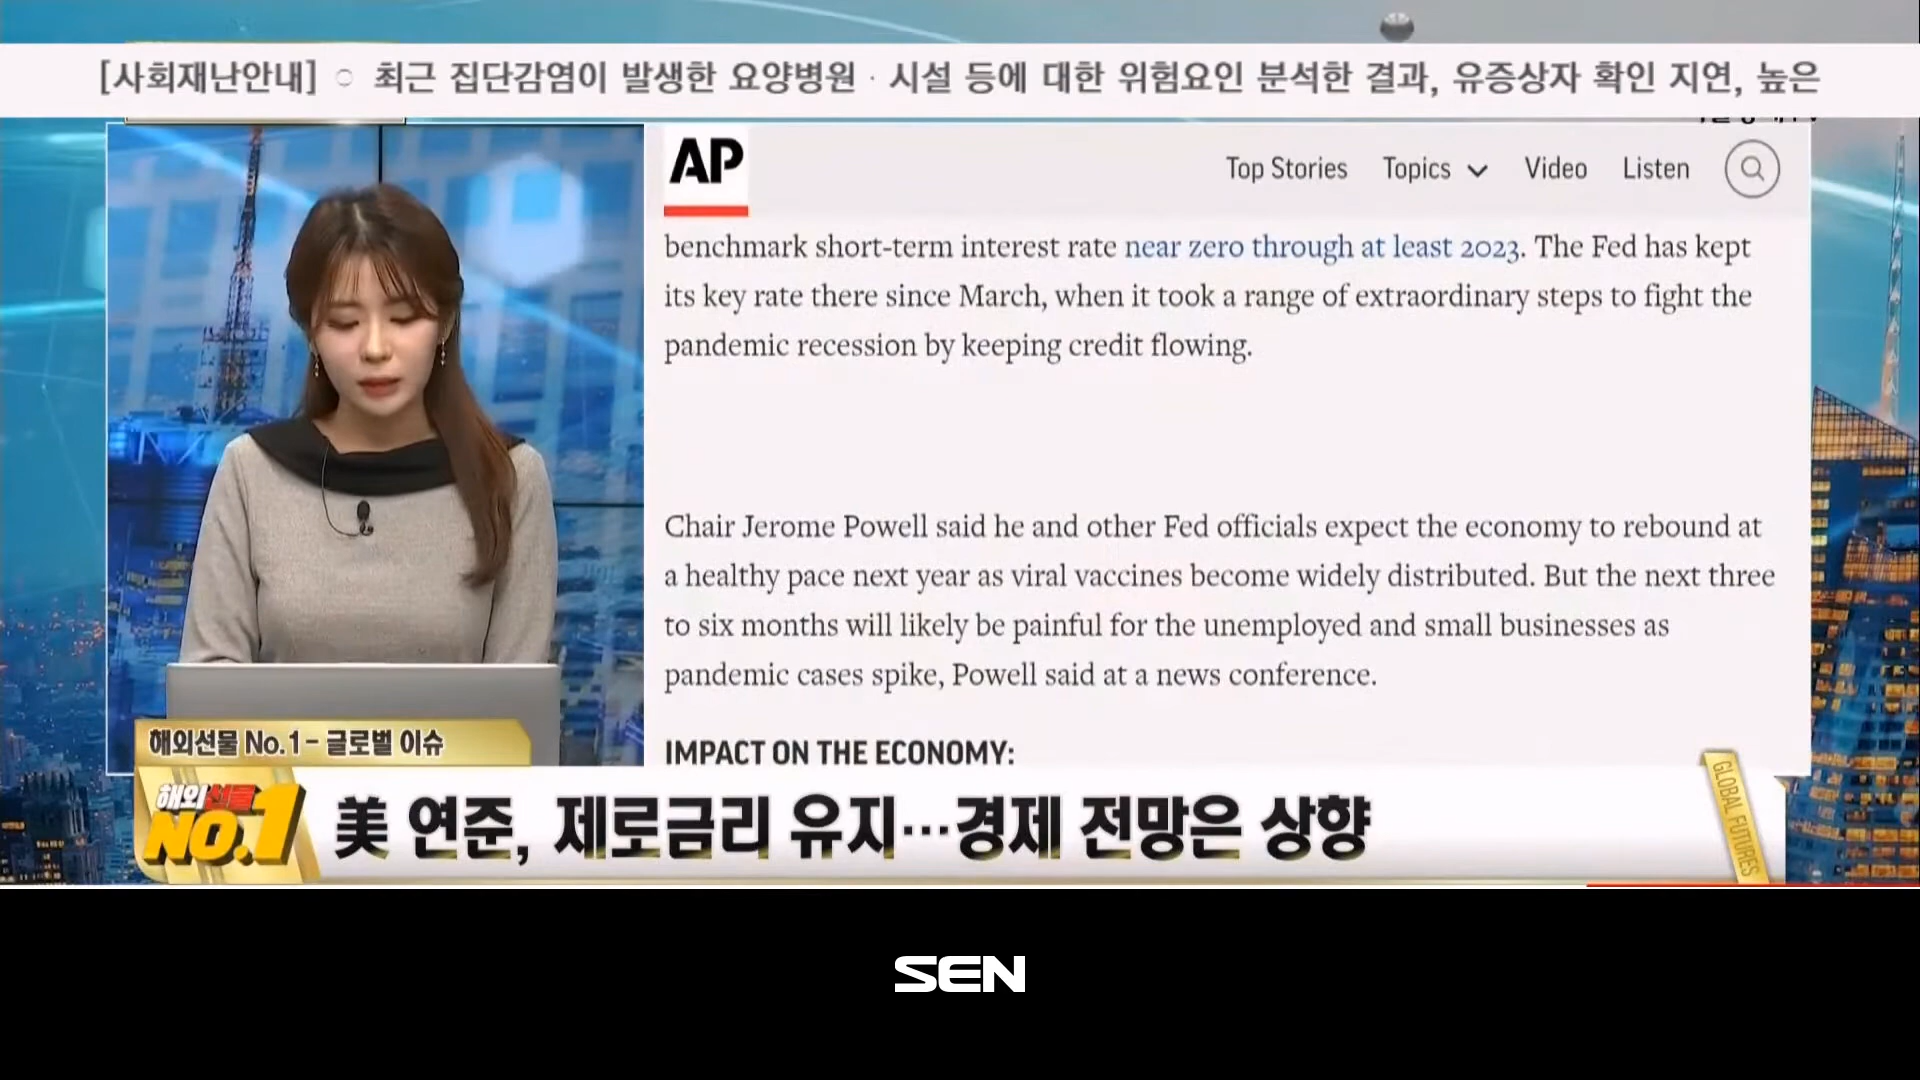 [사회재난안내] ○ 최근 집단감염이 발생한 요양병원·시설 등에 대한 위험요인 분석한 결과, 유증상자 확인 지연, 높은
AP
Top Stories Topics Video Listen
benchmark short-term interest rate near zero through at least 2023. The Fed has kept
its key rate there since March, when it took a range of extraordinary steps to fight the
pandemic recession by keeping credit flowing.
Chair Jerome Powell said he and other Fed officials expect the economy to rebound at
a healthy pace next year as viral vaccines become widely distributed. But the next three
to six months will likely be painful for the unemployed and small businesses as
pandemic cases spike, Powell said at a news conference.
IMPACT ON THE ECONOMY:
해외선물 No.1 - 글로벌 이슈
해외선물
NO.1
美 연준, 제로금리 유지…경제 전망은 상향
GLOBAL FUTURES
SEN